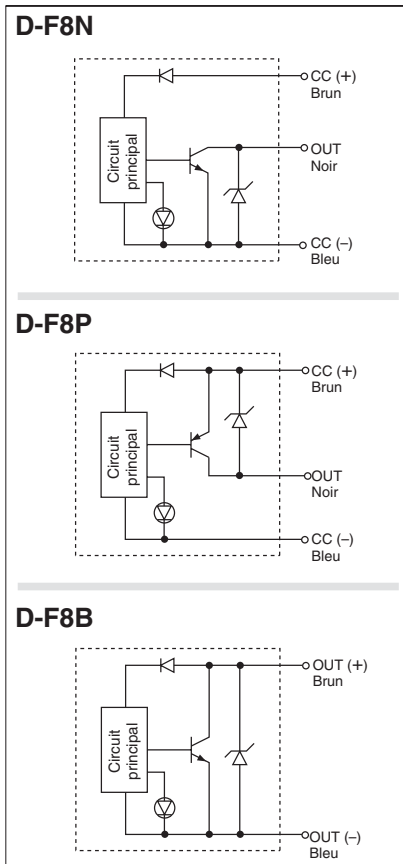 D-F8N
CC (+)
Brun
Circuit
principal
OUT
Noir
CC (–)
Bleu
D-F8P
CC (+)
Brun
Circuit
principal
OUT
Noir
CC (–)
Bleu
D-F8B
OUT (+)
Brun
Circuit
principal
OUT (–)
Bleu